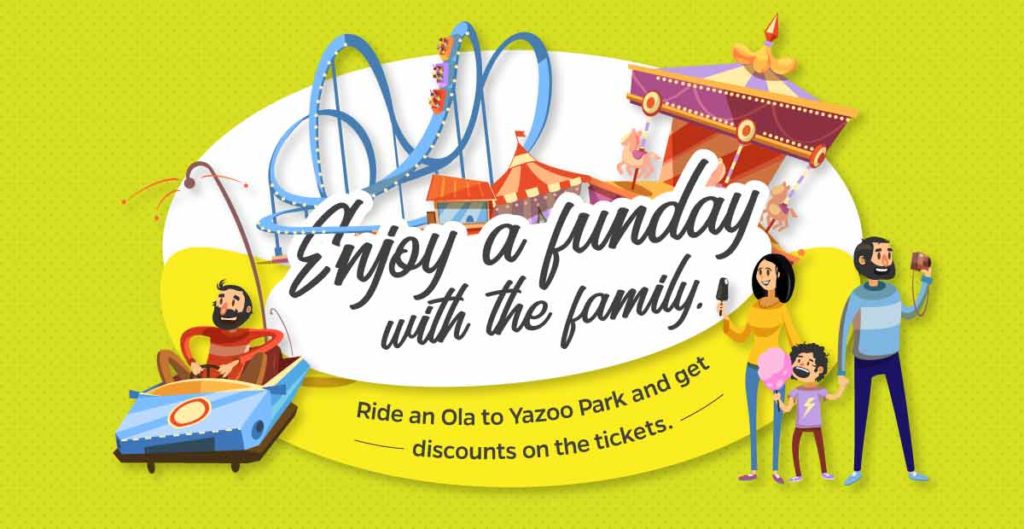 Enjoy a funday
with the family.
Ride an Ola to Yazoo Park and get
discounts on the tickets.